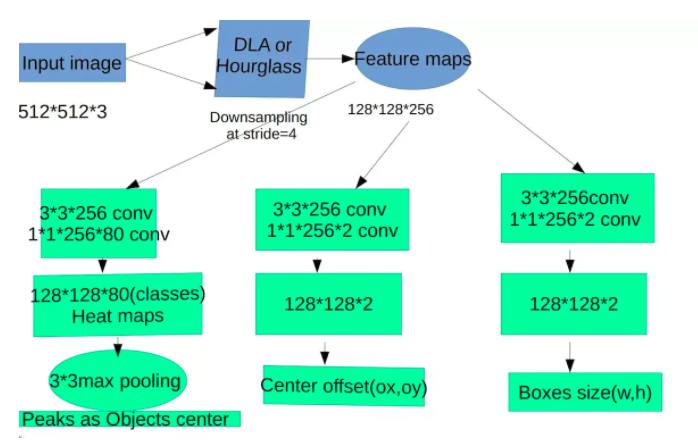 Input image
DLA or
Hourglass
Feature maps
512*512*3
Downsampling
at stride=4
128*128*256
3*3*256 conv
1*1*256*80 conv
3*3*256 conv
1*1*256*2 conv
3*3*256conv
1*1*256*2 conv
128*128*80(classes)
Heat maps
128*128*2
128*128*2
3*3max pooling
Center offset(ox,oy)
Boxes size(w,h)
Peaks as Objects center